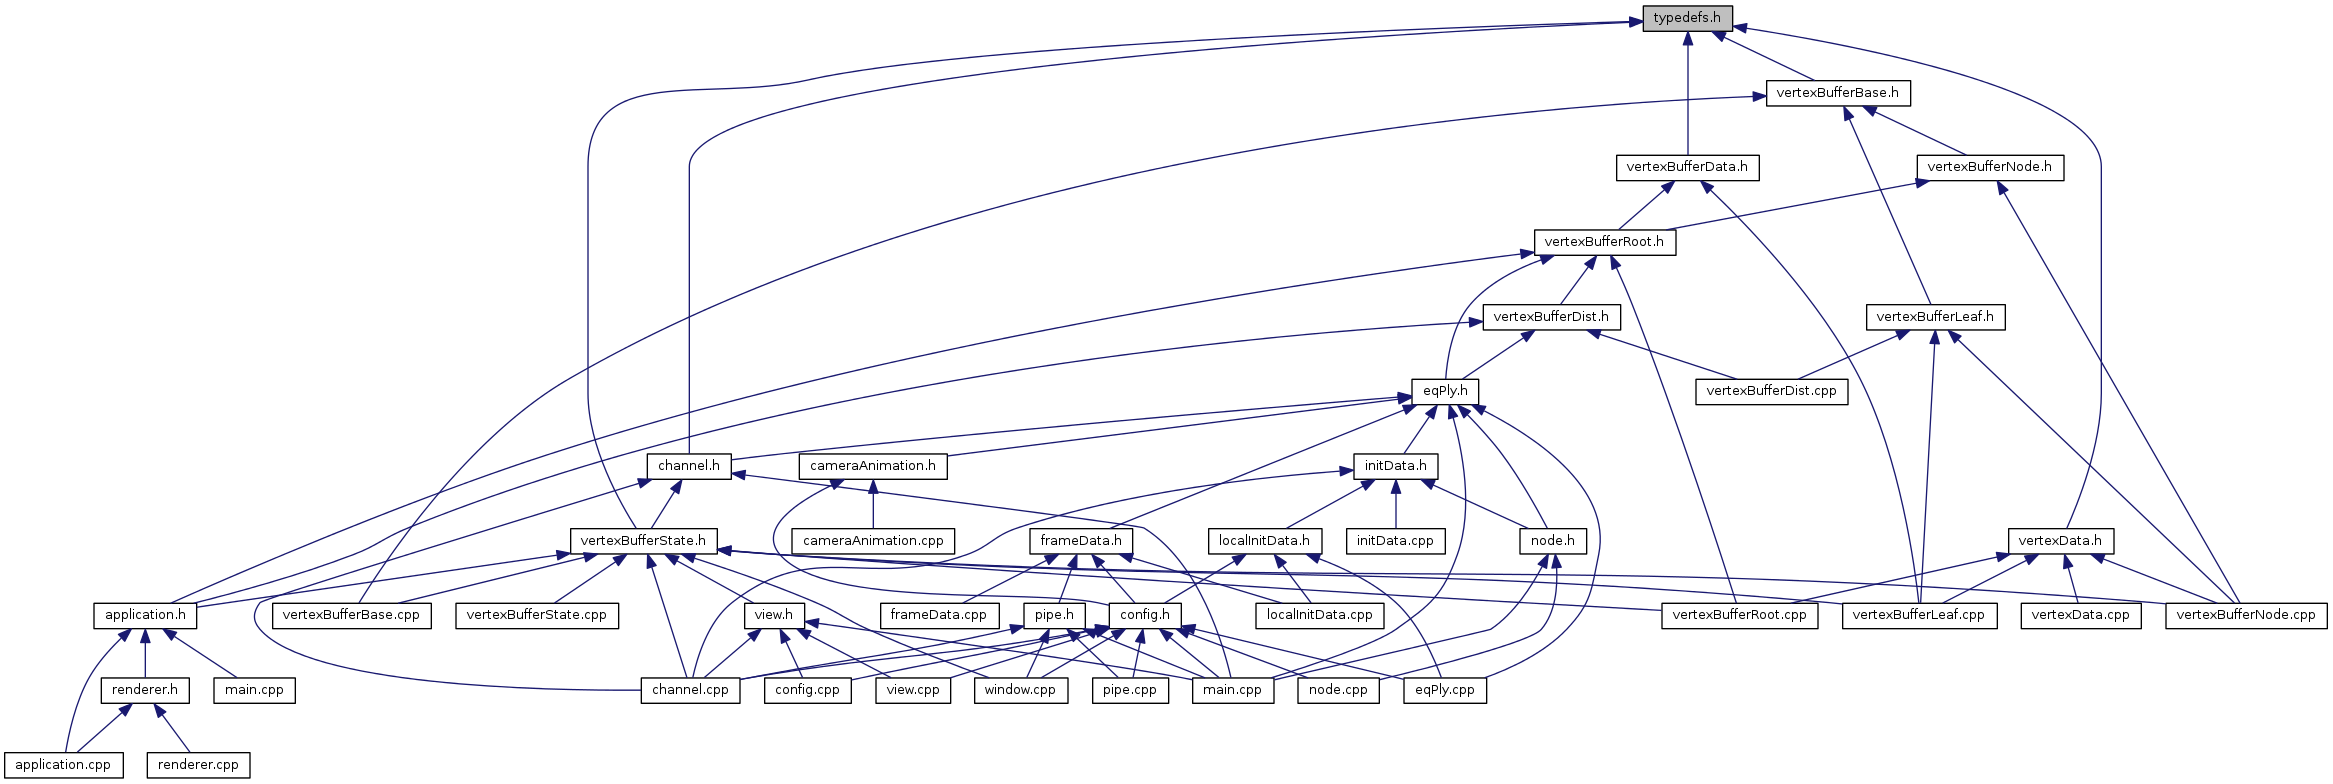 typedefs.h
vertexBufferBase.h
vertexBufferData.h
vertexBufferNode.h
vertexBufferRoot.h
vertexBufferDist.h
vertexBufferLeaf.h
eqPly.h
vertexBufferDist.cpp
channel.h
cameraAnimation.h
initData.h
vertexBufferState.h
cameraAnimation.cpp
frameData.h
localInitData.h
initData.cpp
node.h
vertexData.h
application.h
vertexBufferBase.cpp
vertexBufferState.cpp
view.h
frameData.cpp
pipe.h
config.h
localInitData.cpp
vertexBufferRoot.cpp
vertexBufferLeaf.cpp
vertexData.cpp
vertexBufferNode.cpp
renderer.h
main.cpp
channel.cpp
config.cpp
view.cpp
window.cpp
pipe.cpp
main.cpp
node.cpp
eqPly.cpp
application.cpp
renderer.cpp